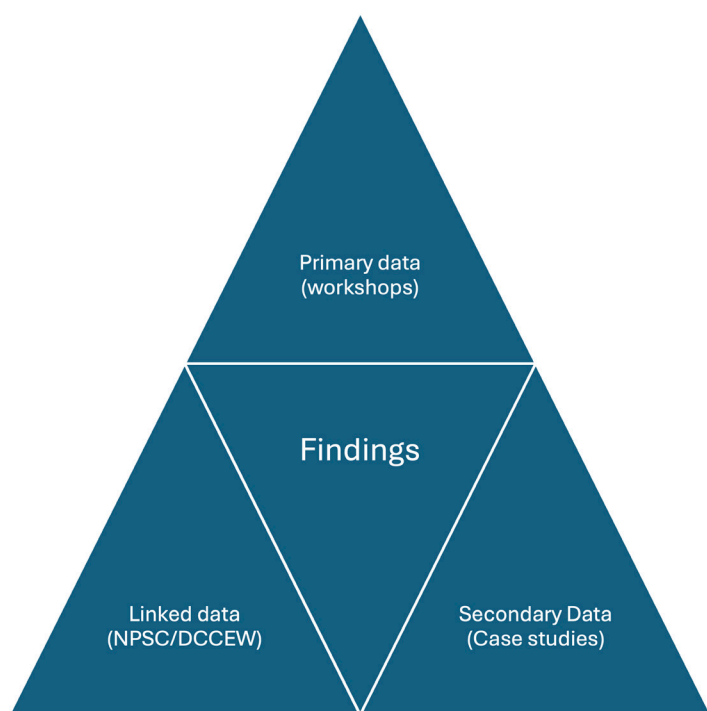 Primary data
(workshops)
Findings
Linked data
(NPSC/DCCEW)
Secondary Data
(Case studies)